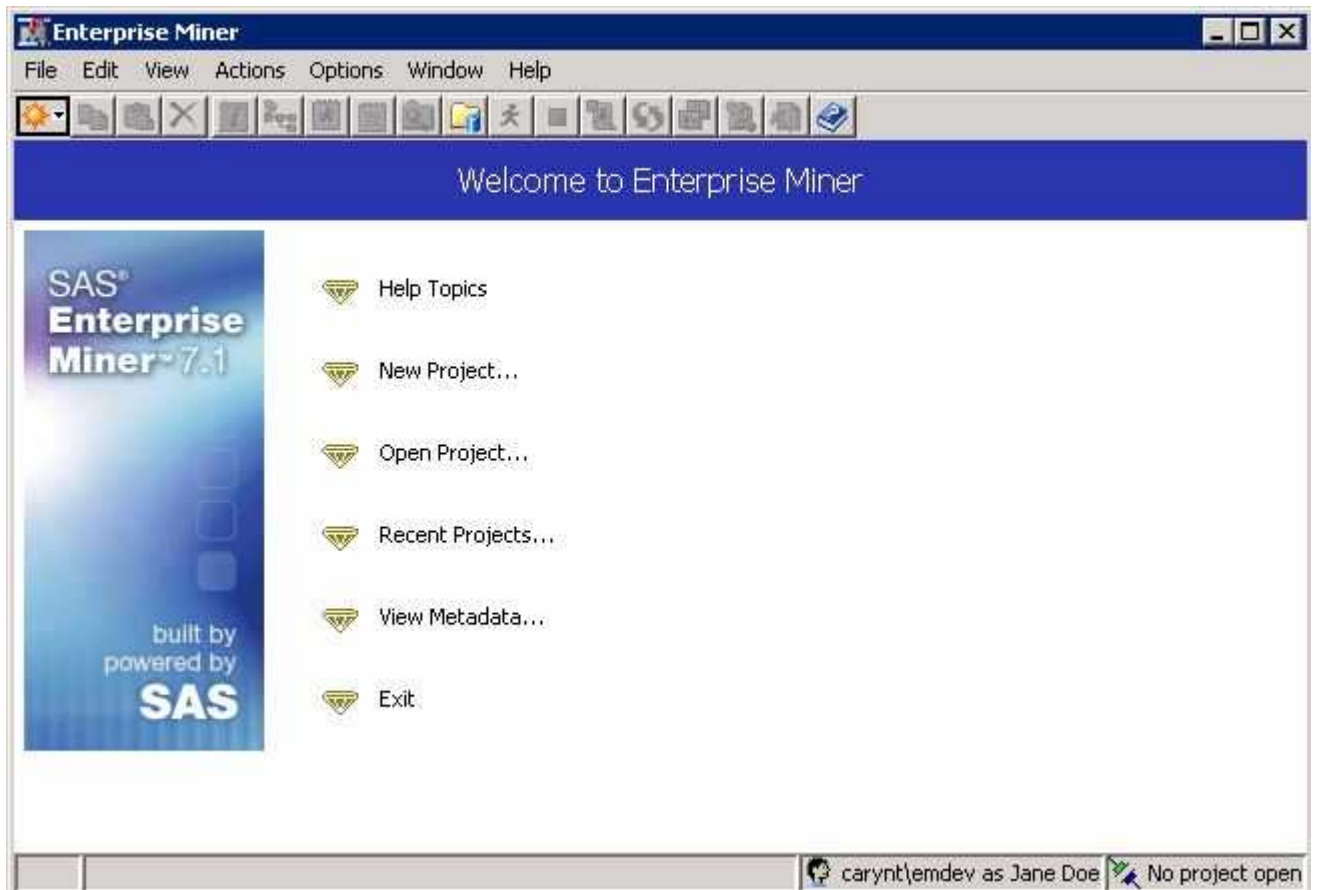 Enterprise Miner
File Edit View Actions Options Window Help
Welcome to Enterprise Miner
SAS®
Enterprise
Miner™ 7.1
built by
powered by
SAS
Help Topics
New Project...
Open Project...
Recent Projects...
View Metadata...
Exit
carynt\emdev as Jane Doe No project open